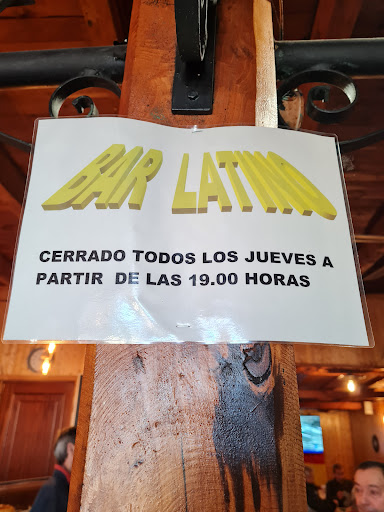 BAR LATINO
CERRADO TODOS LOS JUEVES A
PARTIR DE LAS 19.00 HORAS